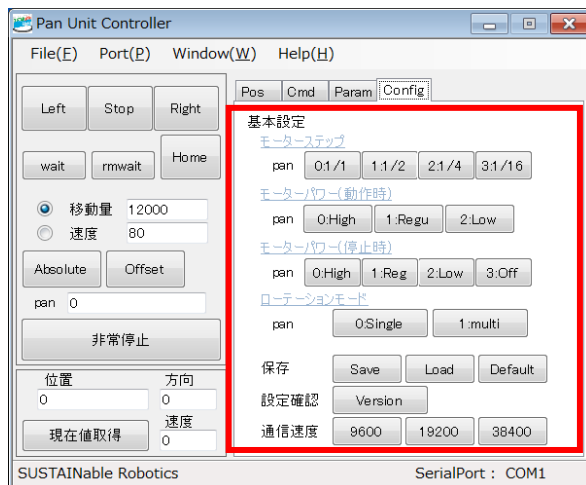 Pan Unit Controller
File(F) Port(P) Window(W) Help(H)
Left Stop Right
wait rmwait Home
移動量 12000
速度 80
Absolute Offset
pan 0
非常停止
位置 方向
0 0
現在値取得 速度
0
Pos Cmd Param Config
基本設定
モーターステップ
pan 0:1/1 1:1/2 2:1/4 3:1/16
モーターパワー(動作時)
pan 0:High 1:Regu 2:Low
モーターパワー(停止時)
pan 0:High 1:Reg 2:Low 3:Off
ローテーションモード
pan 0:Single 1:multi
保存 Save Load Default
設定確認 Version
通信速度 9600 19200 38400
SUSTAINable Robotics SerialPort : COM1